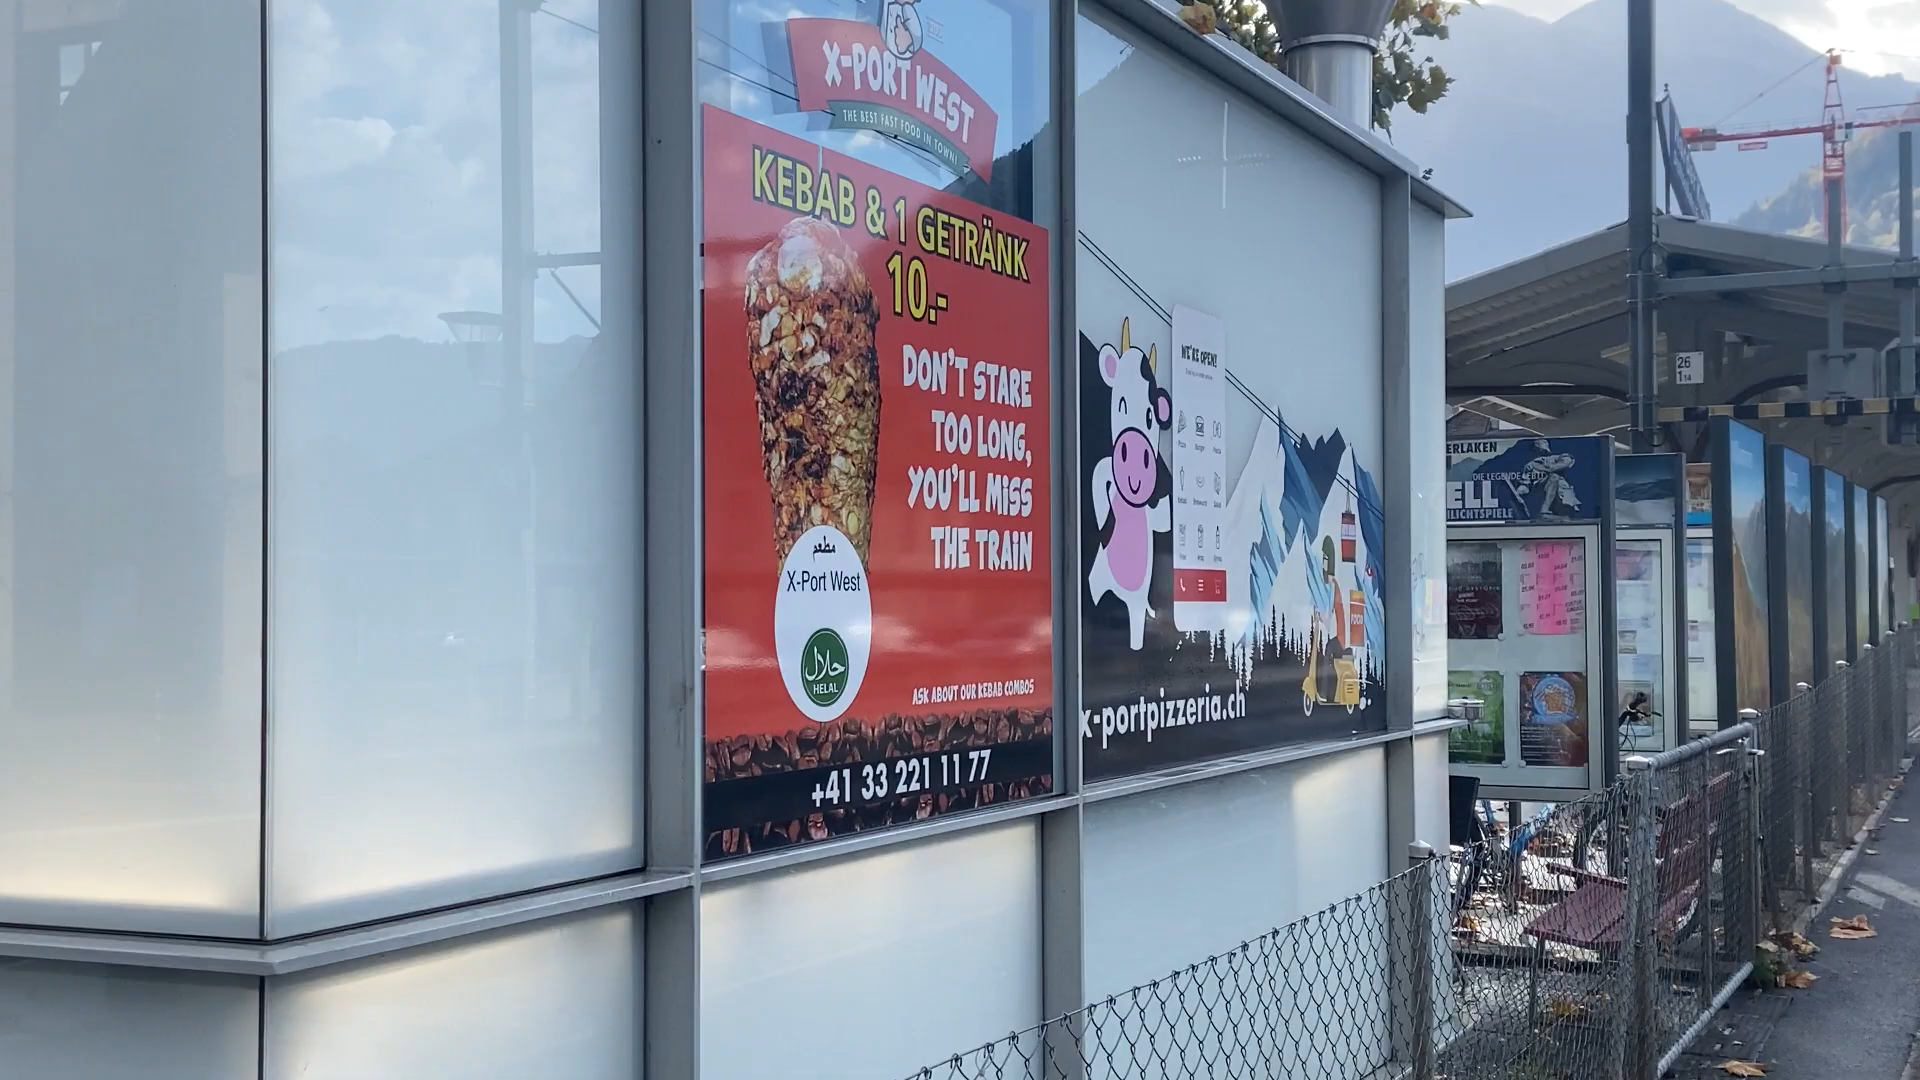 X-PORT WEST
THE BEST FAST FOOD IN TOWN!
KEBAB & 1 GETRÄNK
10.-
DON'T STARE
TOO LONG,
YOU'LL MISS
THE TRAIN
مطعم
X-Port West
حلال
HELAL
ASK ABOUT OUR KEBAB COMBOS
+41 33 221 11 77
WE'RE OPEN!
FOOD
x-portpizzeria.ch
26
ERLAKEN
DIE LEGENDE LEBT!
ELL
ILICHTSPIELE